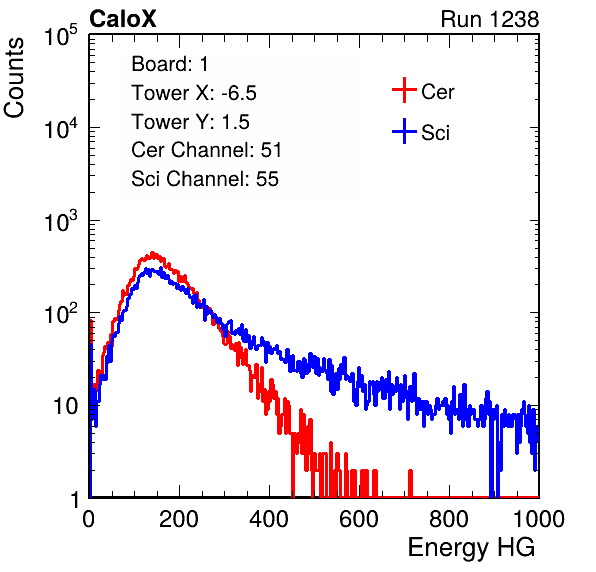 CaloX Run 1238
Counts
Board: 1
Tower X: -6.5
Tower Y: 1.5
Cer Channel: 51
Sci Channel: 55
Cer
Sci
10^5
10^4
10^3
10^2
10
1
0 200 400 600 800 1000
Energy HG